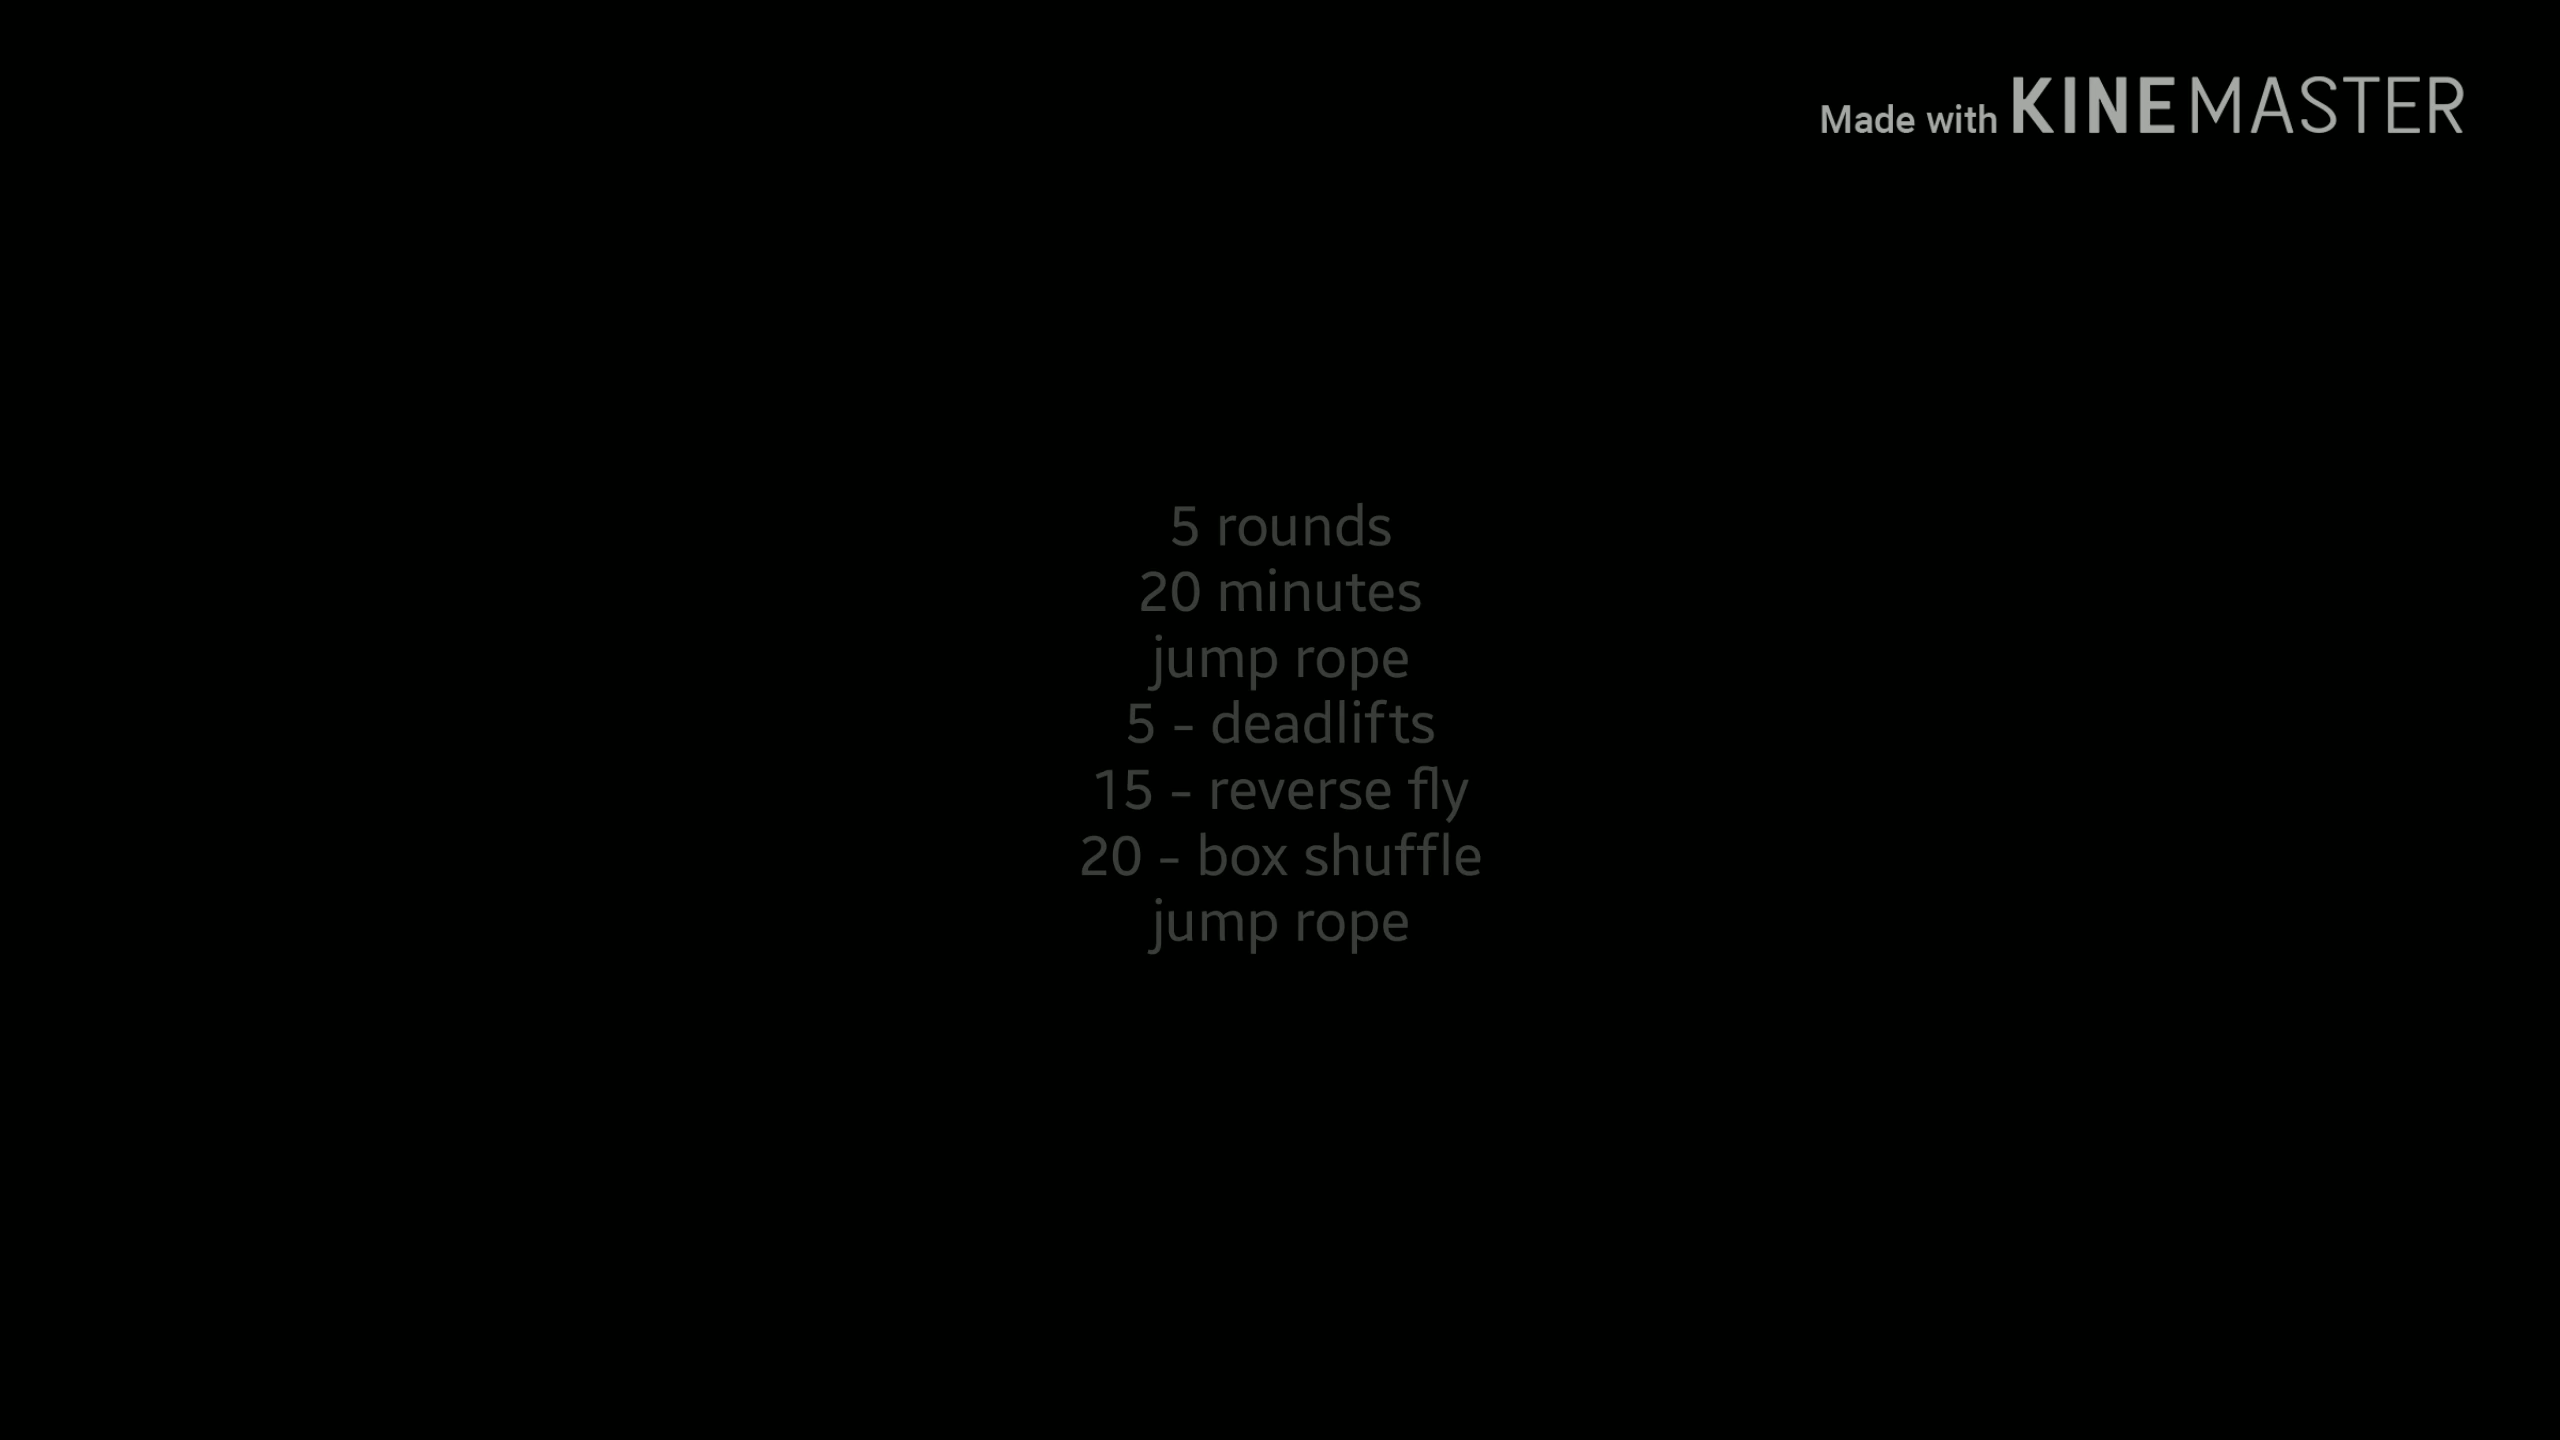 Made with KINEMASTER
5 rounds
20 minutes
jump rope
5 - deadlifts
15 - reverse fly
20 - box shuffle
jump rope